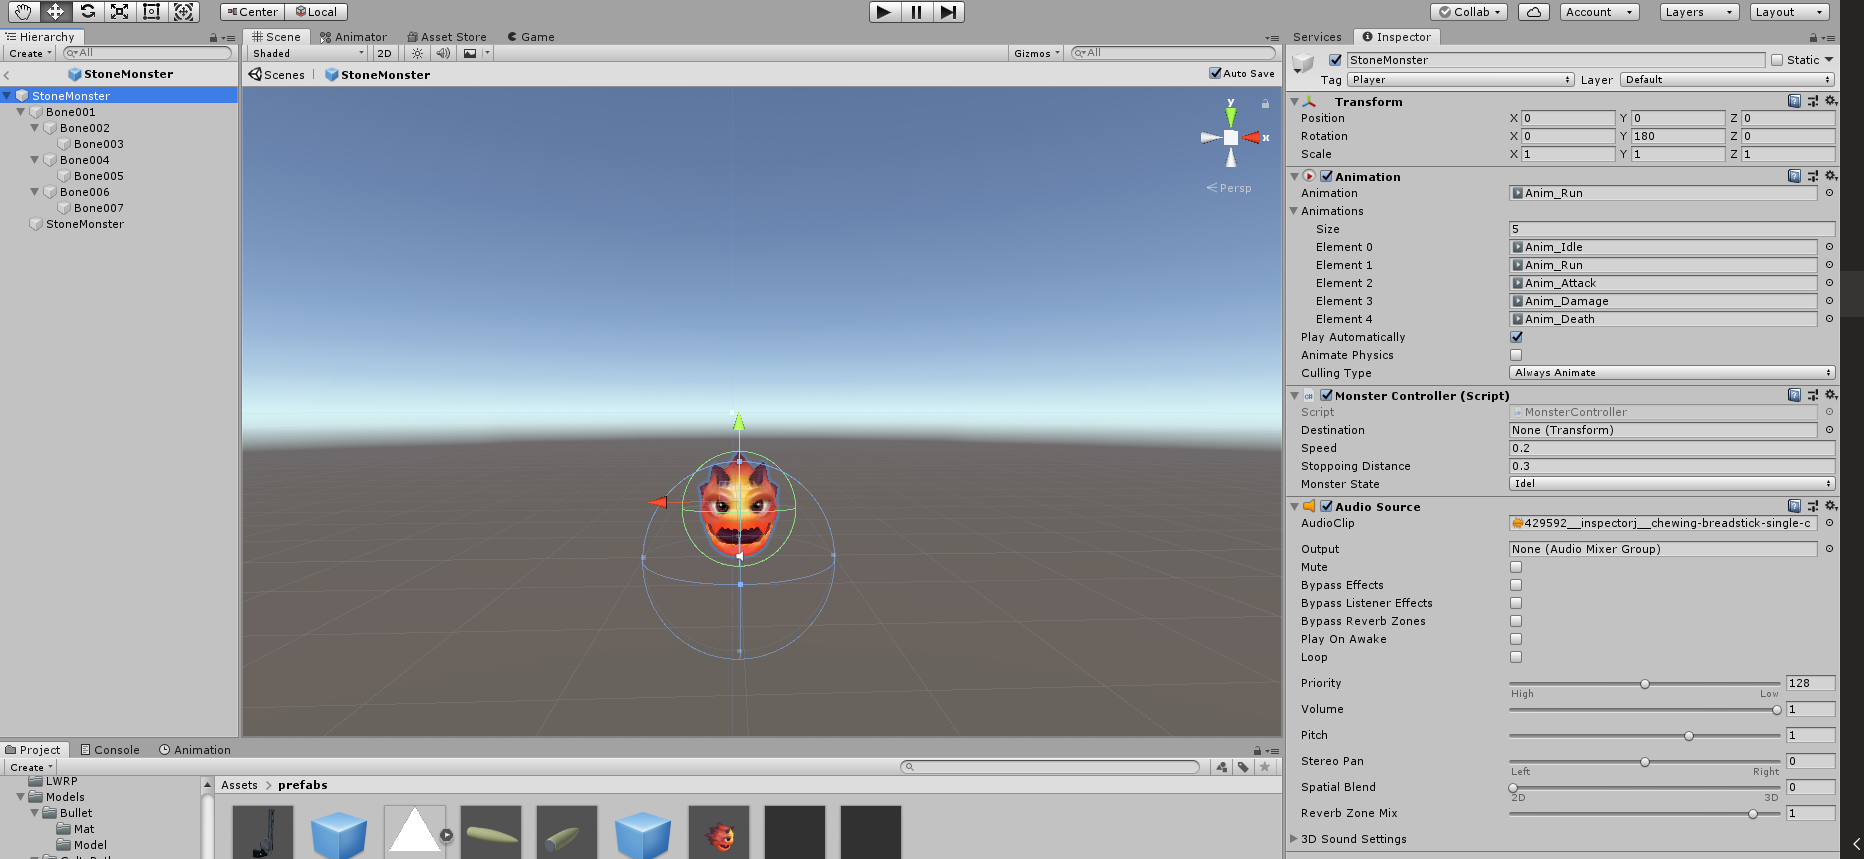 Center Local
Collab Account Layers Layout
Hierarchy
Create All
StoneMonster
StoneMonster
Bone001
Bone002
Bone003
Bone004
Bone005
Bone006
Bone007
StoneMonster
Scene Animator Asset Store Game
Shaded 2D Gizmos All
Scenes StoneMonster Auto Save
y
x
Persp
Services Inspector
StoneMonster Static
Tag Player Layer Default
Transform
Position X 0 Y 0 Z 0
Rotation X 0 Y 180 Z 0
Scale X 1 Y 1 Z 1
Animation
Animation Anim_Run
Animations
Size 5
Element 0 Anim_Idle
Element 1 Anim_Run
Element 2 Anim_Attack
Element 3 Anim_Damage
Element 4 Anim_Death
Play Automatically
Animate Physics
Culling Type Always Animate
Monster Controller (Script)
Script MonsterController
Destination None (Transform)
Speed 0.2
Stoppoing Distance 0.3
Monster State Idel
Audio Source
AudioClip 429592__inspectorj__chewing-breadstick-single-c
Output None (Audio Mixer Group)
Mute
Bypass Effects
Bypass Listener Effects
Bypass Reverb Zones
Play On Awake
Loop
Priority 128
High Low
Volume 1
Pitch 1
Stereo Pan 0
Left Right
Spatial Blend 0
2D 3D
Reverb Zone Mix 1
3D Sound Settings
Project Console Animation
Create
LWRP
Models
Bullet
Mat
Model
Assets > prefabs